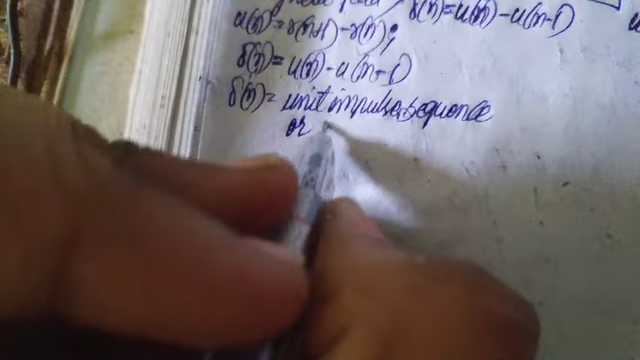 δ(n)=u(n)-u(n-1)
u(n)=r(n+1)-r(n);
δ(n)=u(n)-u(n-1)
δ(n)= unit impulse sequence
or